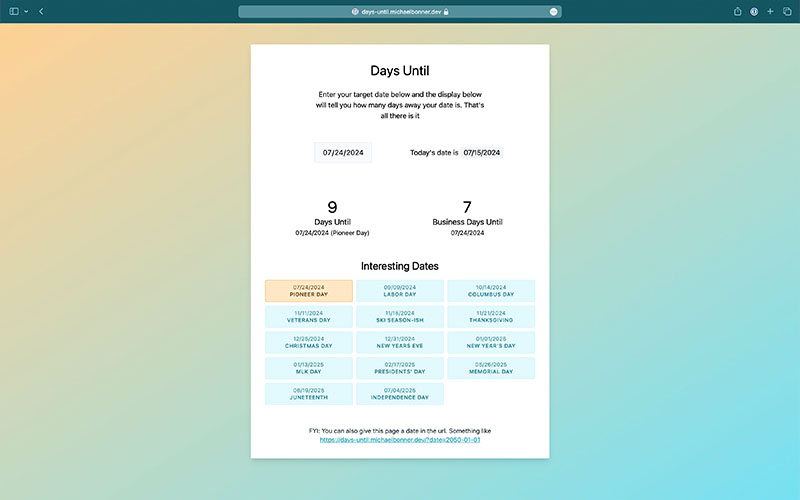 days-until.michaelbonner.dev
Days Until
Enter your target date below and the display below
will tell you how many days away your date is. That's
all there is it
07/24/2024
Today's date is 07/15/2024
9
Days Until
07/24/2024 (Pioneer Day)
7
Business Days Until
07/24/2024
Interesting Dates
07/24/2024
PIONEER DAY
09/09/2024
LABOR DAY
10/14/2024
COLUMBUS DAY
11/11/2024
VETERANS DAY
11/15/2024
SKI SEASON-ISH
11/21/2024
THANKSGIVING
12/25/2024
CHRISTMAS DAY
12/31/2024
NEW YEARS EVE
01/01/2025
NEW YEAR'S DAY
01/13/2025
MLK DAY
02/17/2025
PRESIDENTS' DAY
05/26/2025
MEMORIAL DAY
06/19/2025
JUNETEENTH
07/04/2025
INDEPENDENCE DAY
FYI: You can also give this page a date in the url. Something like
https://days-until.michaelbonner.dev/?date=2050-01-01